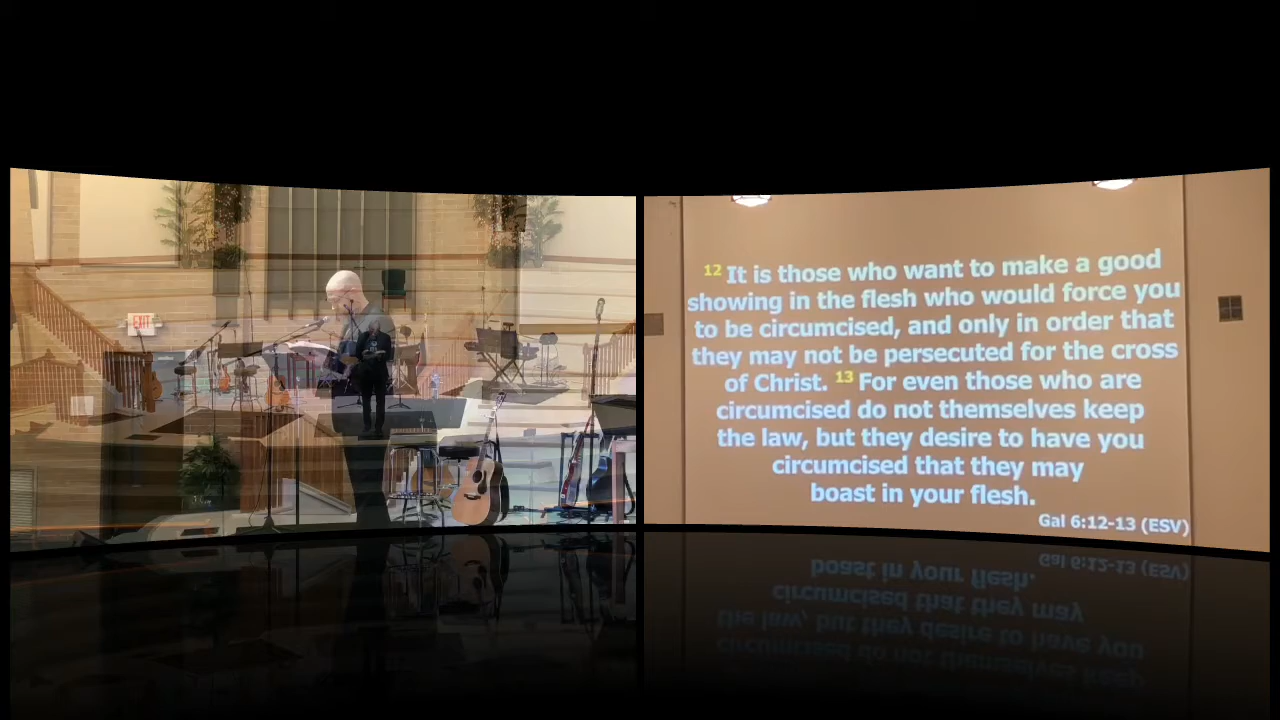 EXIT
12 It is those who want to make a good
showing in the flesh who would force you
to be circumcised, and only in order that
they may not be persecuted for the cross
of Christ. 13 For even those who are
circumcised do not themselves keep
the law, but they desire to have you
circumcised that they may
boast in your flesh.
Gal 6:12-13 (ESV)